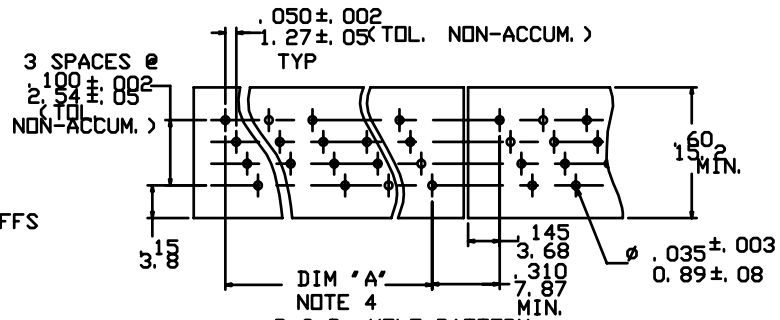 .050±.002
1.27±.05 (TOL. NON-ACCUM.)
TYP
3 SPACES @
.100±.002
2.54±.05
(TOL.
NON-ACCUM.)
.60
15.2
MIN.
FFS
.15
3.8
.145
3.68
.310
7.87
MIN.
ø .035±.003
0.89±.08
DIM "A"
NOTE 4